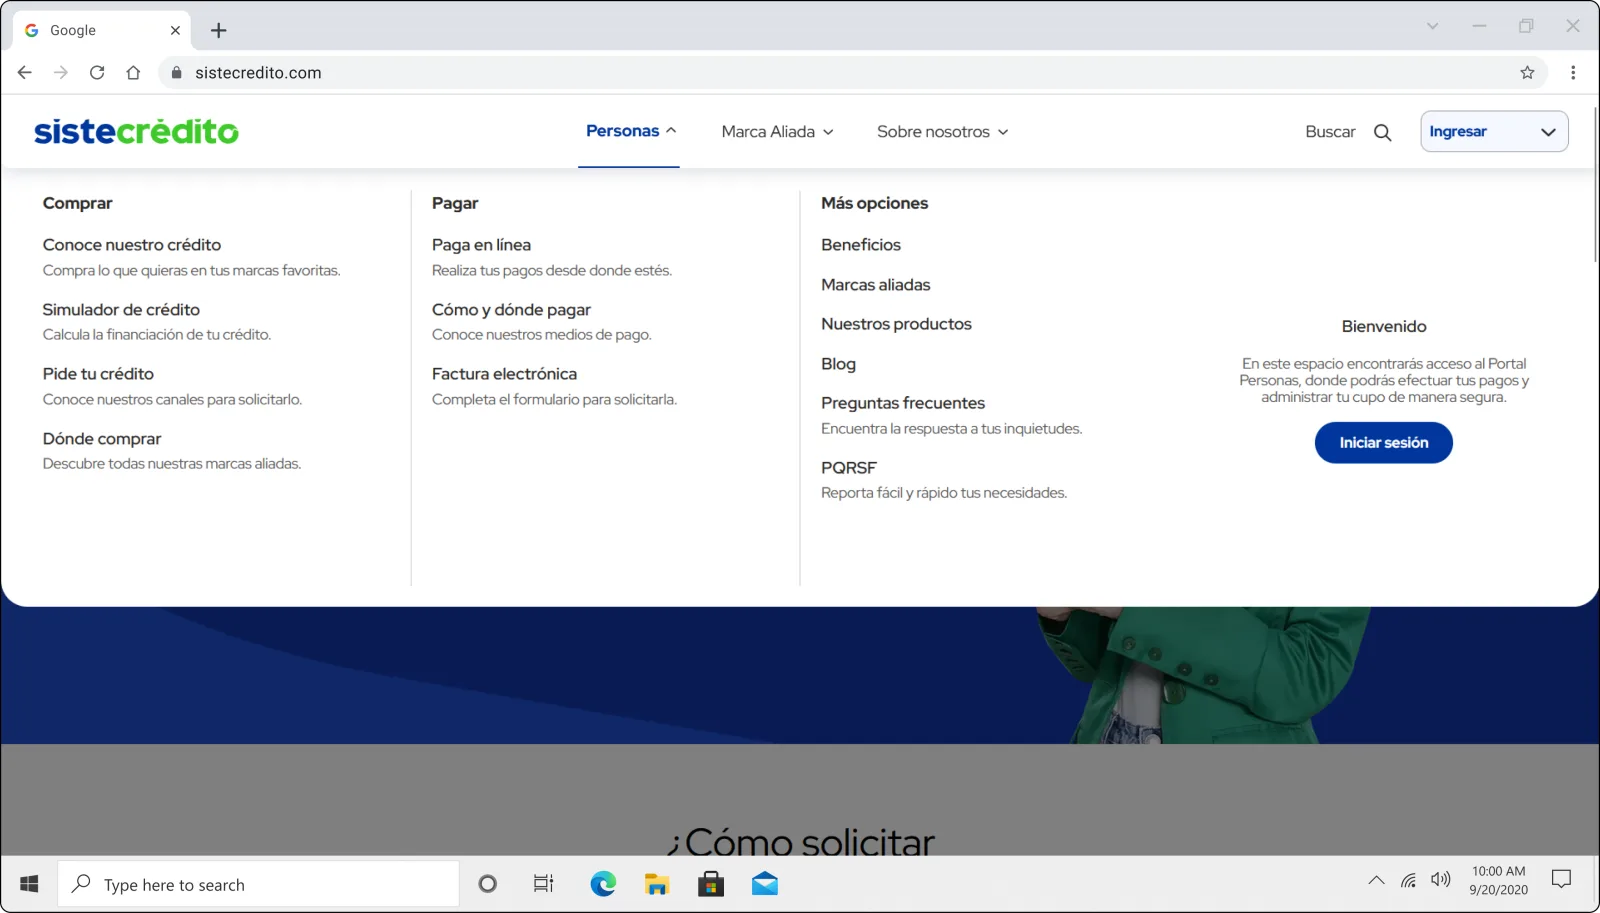 Google
sistecredito.com
sistecrédito
Personas
Marca Aliada
Sobre nosotros
Buscar
Ingresar
Comprar
Conoce nuestro crédito
Compra lo que quieras en tus marcas favoritas.
Simulador de crédito
Calcula la financiación de tu crédito.
Pide tu crédito
Conoce nuestros canales para solicitarlo.
Dónde comprar
Descubre todas nuestras marcas aliadas.
Pagar
Paga en línea
Realiza tus pagos desde donde estés.
Cómo y dónde pagar
Conoce nuestros medios de pago.
Factura electrónica
Completa el formulario para solicitarla.
Más opciones
Beneficios
Marcas aliadas
Nuestros productos
Blog
Preguntas frecuentes
Encuentra la respuesta a tus inquietudes.
PQRSF
Reporta fácil y rápido tus necesidades.
Bienvenido
En este espacio encontrarás acceso al Portal
Personas, donde podrás efectuar tus pagos y
administrar tu cupo de manera segura.
Iniciar sesión
¿Cómo solicitar
Type here to search
10:00 AM
9/20/2020